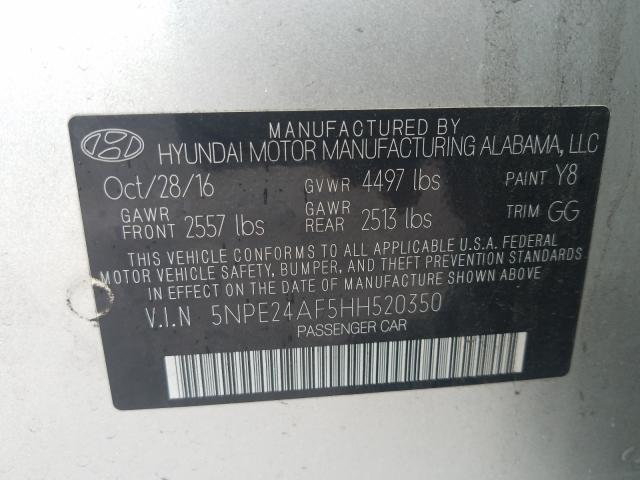 MANUFACTURED BY
HYUNDAI MOTOR MANUFACTURING ALABAMA, LLC
Oct/28/16 GVWR 4497 lbs PAINT Y8
GAWR FRONT 2557 lbs GAWR REAR 2513 lbs TRIM GG
THIS VEHICLE CONFORMS TO ALL APPLICABLE U.S.A. FEDERAL
MOTOR VEHICLE SAFETY, BUMPER, AND THEFT PREVENTION STANDARDS
IN EFFECT ON THE DATE OF MANUFACTURE SHOWN ABOVE
V.I.N 5NPE24AF5HH520350
PASSENGER CAR